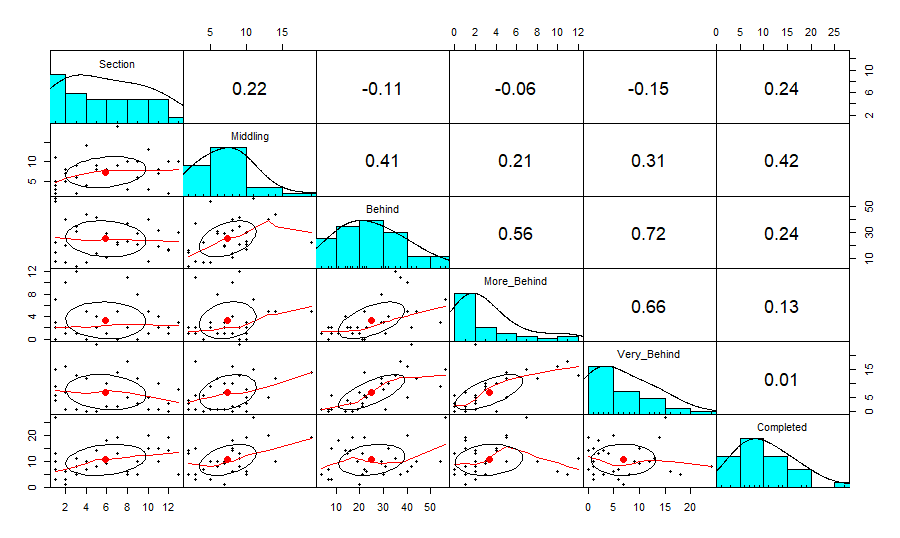 5 10 15
0 2 4 6 8 10 12
0 5 10 15 20 25
Section
0.22
-0.11
-0.06
-0.15
0.24
2 6 10
5 10
Middling
0.41
0.21
0.31
0.42
Behind
0.56
0.72
0.24
10 30 50
0 4 8 12
More_Behind
0.66
0.13
Very_Behind
0.01
0 5 15
0 10 20
Completed
2 4 6 8 10 12
10 20 30 40 50
0 5 10 15 20